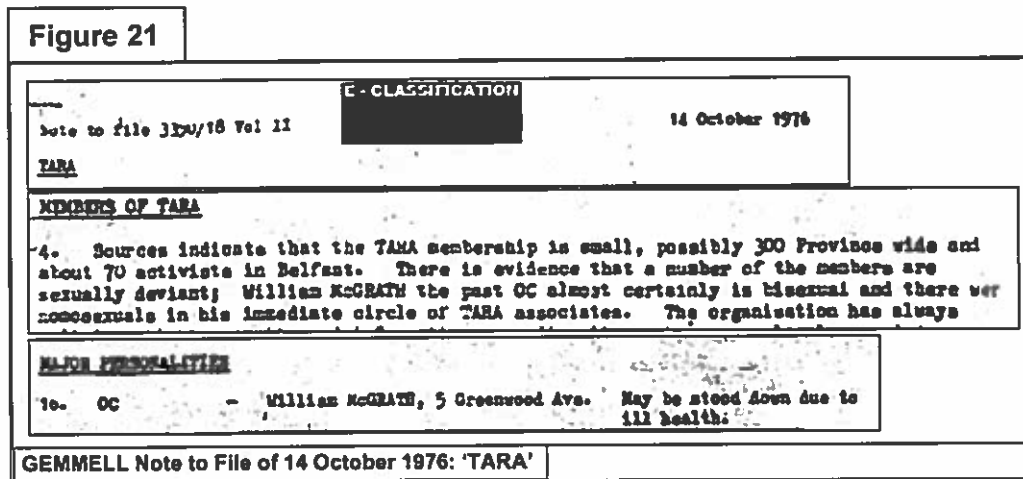 Figure 21
E - CLASSIFICATION
Note to file 3350/18 Vol II
14 October 1976
TARA
MEMBERS OF TARA
4. Sources indicate that the TARA membership is small, possibly 300 Province wide and
about 70 activists in Belfast. There is evidence that a number of the members are
sexually deviant; William McGRATH the past OC almost certainly is bisexual and there wer
homosexuals in his immediate circle of TARA associates. The organisation has always
MAJOR PERSONALITIES
10. OC - William McGRATH, 5 Greenwood Ave. May be stood down due to
ill health.
GEMMELL Note to File of 14 October 1976: 'TARA'